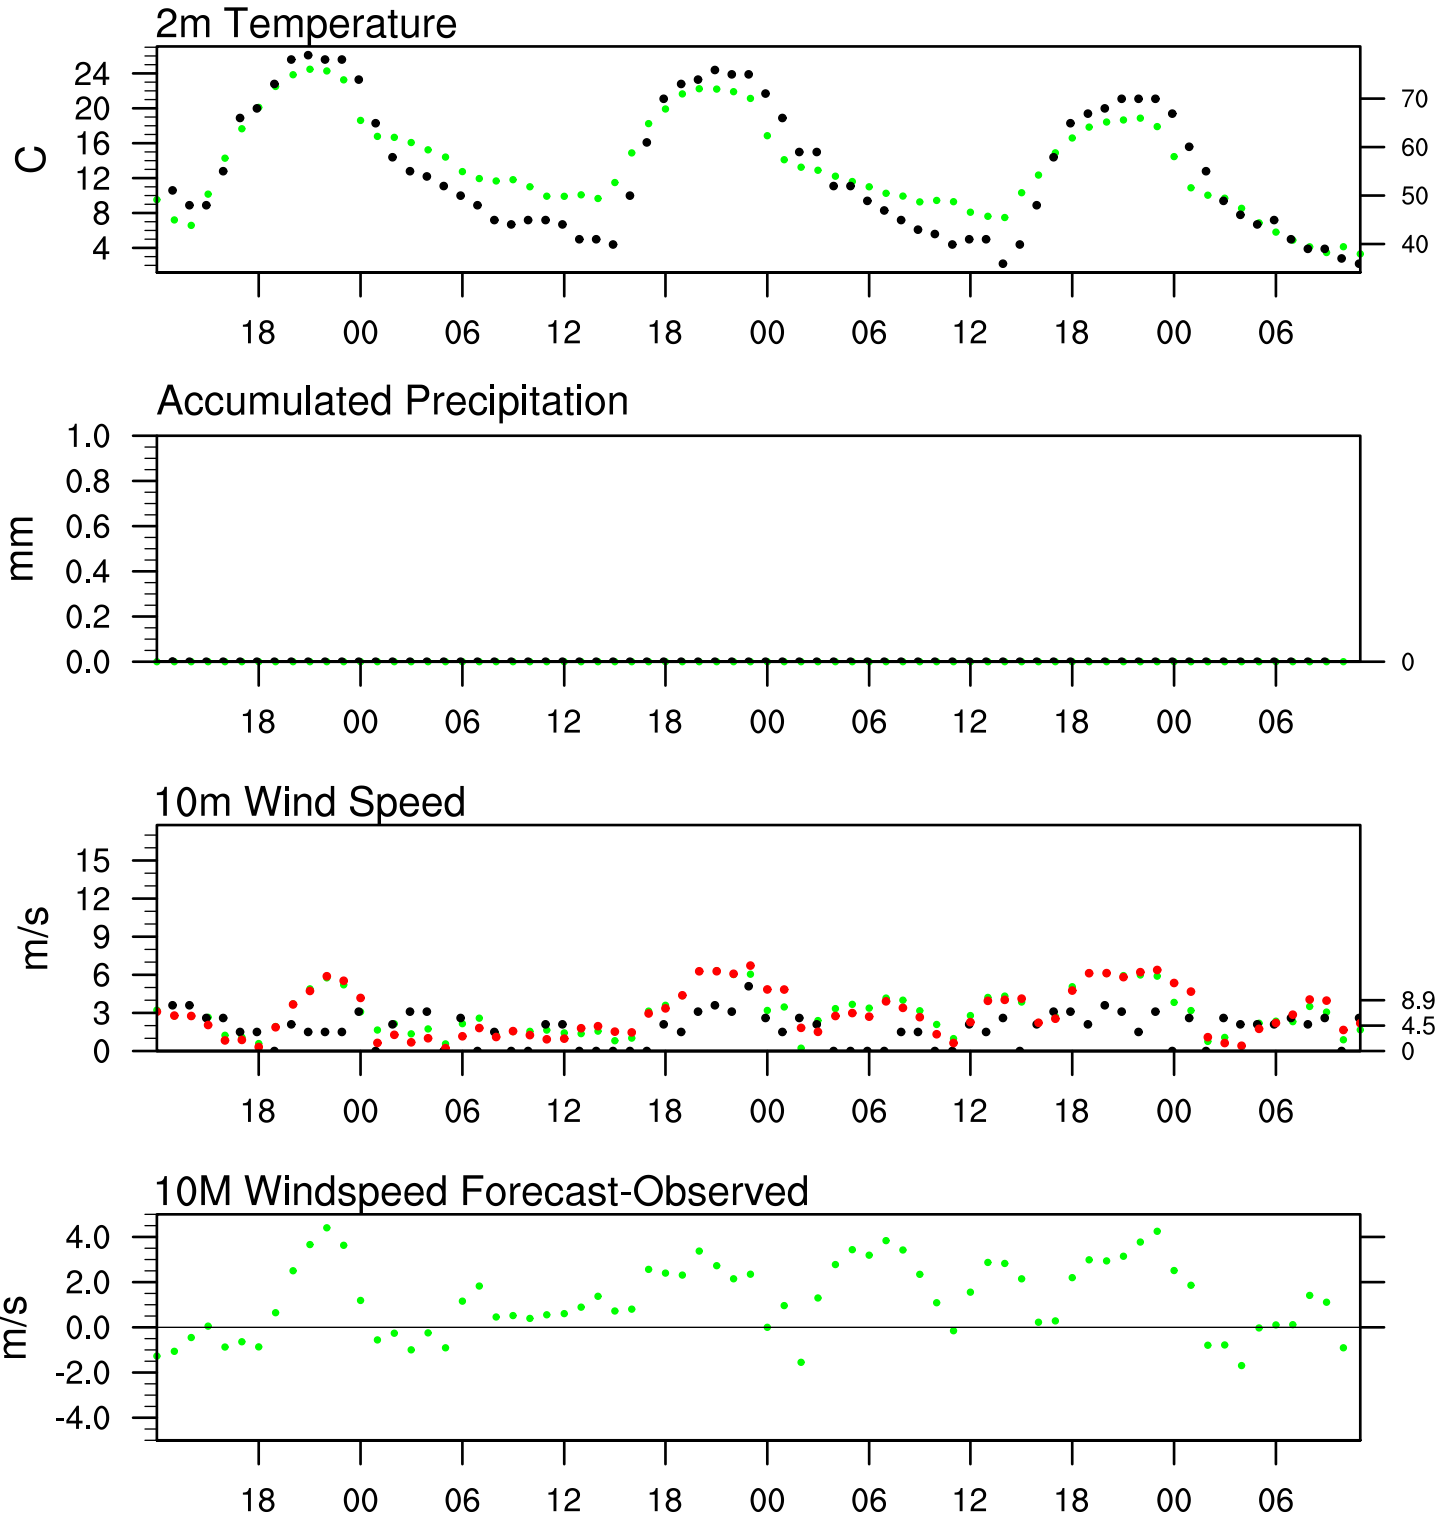 2m Temperature
24
20
16
12
8
4
C
70
60
50
40
18 00 06 12 18 00 06 12 18 00 06
Accumulated Precipitation
1.0
0.8
0.6
0.4
0.2
0.0
mm
0
18 00 06 12 18 00 06 12 18 00 06
10m Wind Speed
15
12
9
6
3
0
m/s
8.9
4.5
0
18 00 06 12 18 00 06 12 18 00 06
10M Windspeed Forecast-Observed
4.0
2.0
0.0
-2.0
-4.0
m/s
18 00 06 12 18 00 06 12 18 00 06